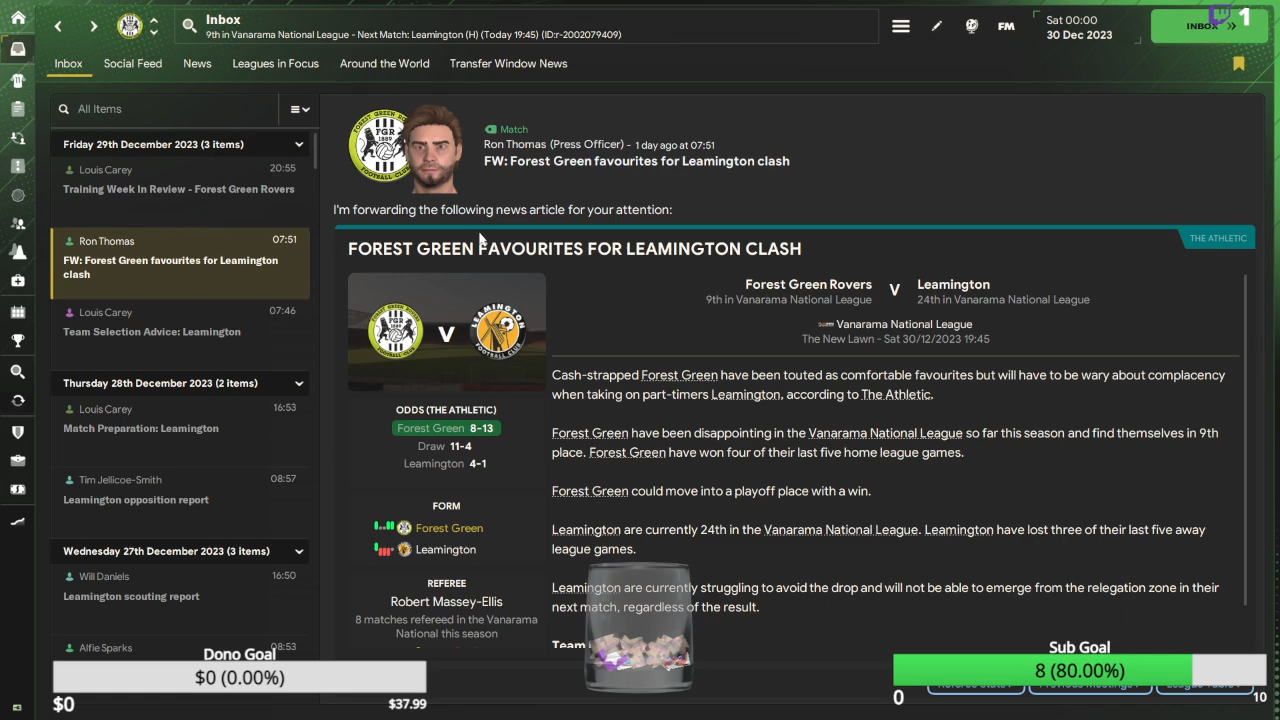 Inbox
9th in Vanarama National League - Next Match: Leamington (H) (Today 19:45) (ID:r-2002079409)
FM
Sat 00:00
30 Dec 2023
INBOX
1
Inbox
Social Feed
News
Leagues in Focus
Around the World
Transfer Window News
All Items
Friday 29th December 2023 (3 items)
Louis Carey
20:55
Training Week In Review - Forest Green Rovers
Ron Thomas
07:51
FW: Forest Green favourites for Leamington
clash
Louis Carey
07:46
Team Selection Advice: Leamington
Thursday 28th December 2023 (2 items)
Louis Carey
16:53
Match Preparation: Leamington
Tim Jellicoe-Smith
08:57
Leamington opposition report
Wednesday 27th December 2023 (3 items)
Will Daniels
16:50
Leamington scouting report
Alfie Sparks
08:53
FGR
1889
Match
Ron Thomas (Press Officer) - 1 day ago at 07:51
FW: Forest Green favourites for Leamington clash
I'm forwarding the following news article for your attention:
FOREST GREEN FAVOURITES FOR LEAMINGTON CLASH
THE ATHLETIC
V
Forest Green Rovers
9th in Vanarama National League
V
Leamington
24th in Vanarama National League
Vanarama National League
The New Lawn - Sat 30/12/2023 19:45
ODDS (THE ATHLETIC)
Forest Green 8-13
Draw 11-4
Leamington 4-1
FORM
Forest Green
Leamington
REFEREE
Robert Massey-Ellis
8 matches refereed in the Vanarama
National this season
Cash-strapped Forest Green have been touted as comfortable favourites but will have to be wary about complacency
when taking on part-timers Leamington, according to The Athletic.
Forest Green have been disappointing in the Vanarama National League so far this season and find themselves in 9th
place. Forest Green have won four of their last five home league games.
Forest Green could move into a playoff place with a win.
Leamington are currently 24th in the Vanarama National League. Leamington have lost three of their last five away
league games.
Leamington are currently struggling to avoid the drop and will not be able to emerge from the relegation zone in their
next match, regardless of the result.
Team
Dono Goal
$0 (0.00%)
$0
$37.99
Sub Goal
8 (80.00%)
0
10